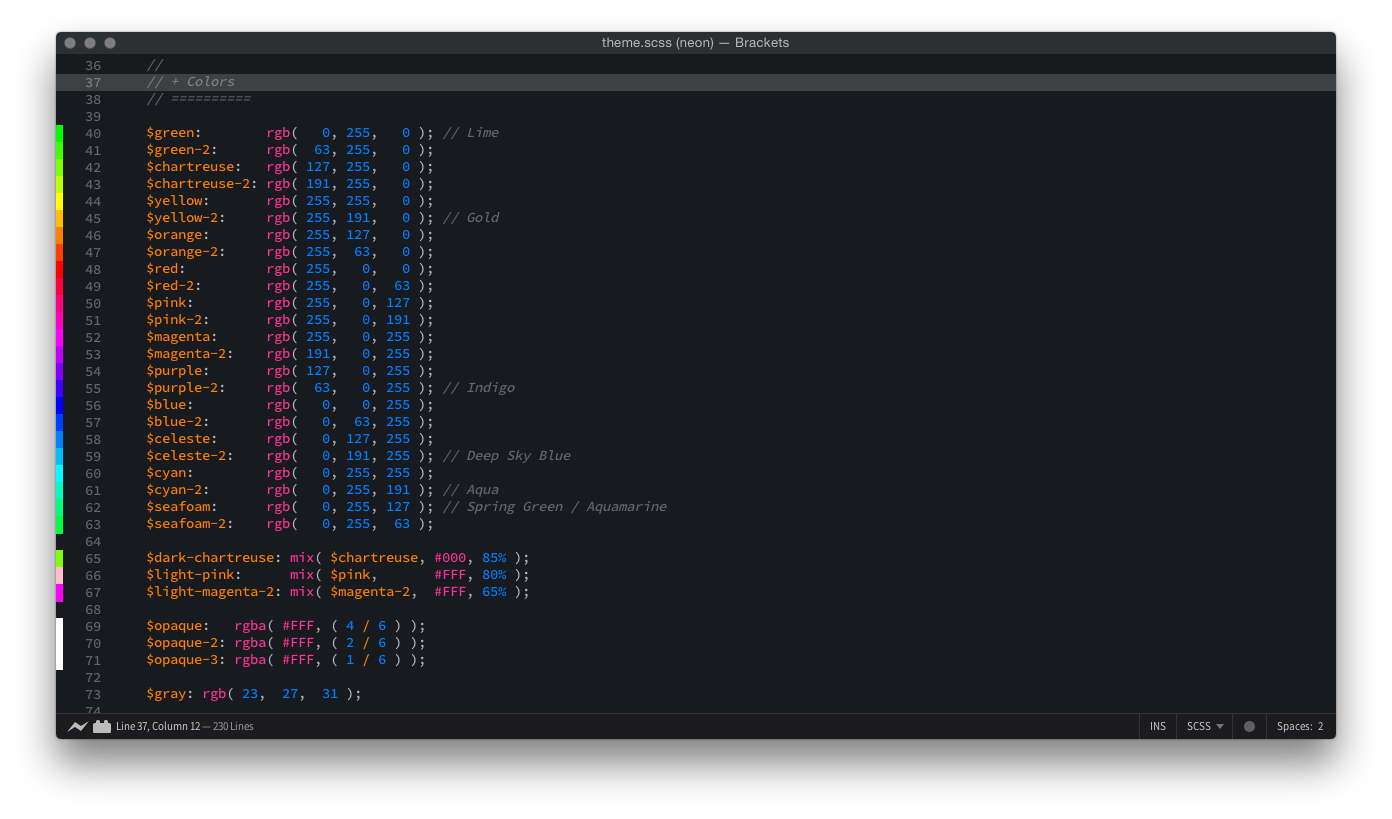 theme.scss (neon) — Brackets
36 //
37 // + Colors
38 // ==========
39
40 $green:        rgb(   0, 255,   0 ); // Lime
41 $green-2:      rgb(  63, 255,   0 );
42 $chartreuse:   rgb( 127, 255,   0 );
43 $chartreuse-2: rgb( 191, 255,   0 );
44 $yellow:       rgb( 255, 255,   0 );
45 $yellow-2:     rgb( 255, 191,   0 ); // Gold
46 $orange:       rgb( 255, 127,   0 );
47 $orange-2:     rgb( 255,  63,   0 );
48 $red:          rgb( 255,   0,   0 );
49 $red-2:        rgb( 255,   0,  63 );
50 $pink:         rgb( 255,   0, 127 );
51 $pink-2:       rgb( 255,   0, 191 );
52 $magenta:      rgb( 255,   0, 255 );
53 $magenta-2:    rgb( 191,   0, 255 );
54 $purple:       rgb( 127,   0, 255 );
55 $purple-2:     rgb(  63,   0, 255 ); // Indigo
56 $blue:         rgb(   0,   0, 255 );
57 $blue-2:       rgb(   0,  63, 255 );
58 $celeste:      rgb(   0, 127, 255 );
59 $celeste-2:    rgb(   0, 191, 255 ); // Deep Sky Blue
60 $cyan:         rgb(   0, 255, 255 );
61 $cyan-2:       rgb(   0, 255, 191 ); // Aqua
62 $seafoam:      rgb(   0, 255, 127 ); // Spring Green / Aquamarine
63 $seafoam-2:    rgb(   0, 255,  63 );
64
65 $dark-chartreuse: mix( $chartreuse, #000, 85% );
66 $light-pink:      mix( $pink,       #FFF, 80% );
67 $light-magenta-2: mix( $magenta-2,  #FFF, 65% );
68
69 $opaque:   rgba( #FFF, ( 4 / 6 ) );
70 $opaque-2: rgba( #FFF, ( 2 / 6 ) );
71 $opaque-3: rgba( #FFF, ( 1 / 6 ) );
72
73 $gray: rgb( 23,  27,  31 );
74
Line 37, Column 12 — 230 Lines INS SCSS Spaces: 2